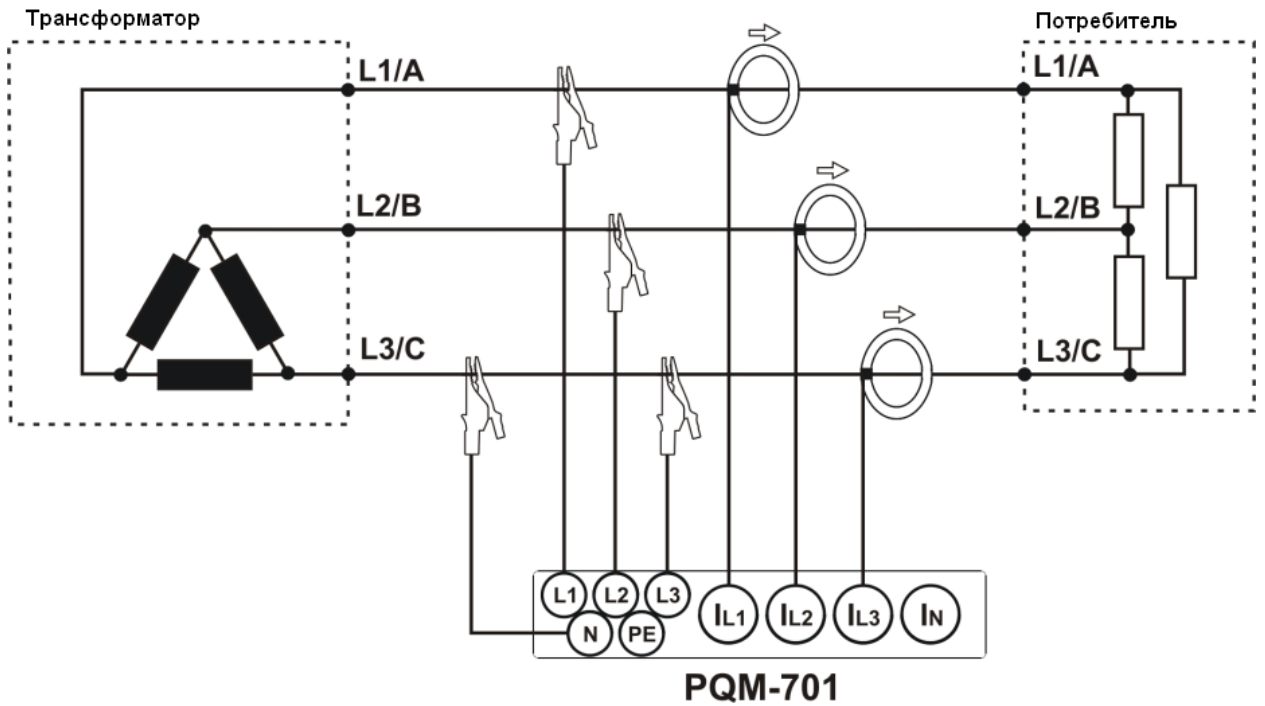 Трансформатор
Потребитель
L1/A
L1/A
L2/B
L2/B
L3/C
L3/C
L1
L2
L3
N
PE
IL1
IL2
IL3
IN
PQM-701